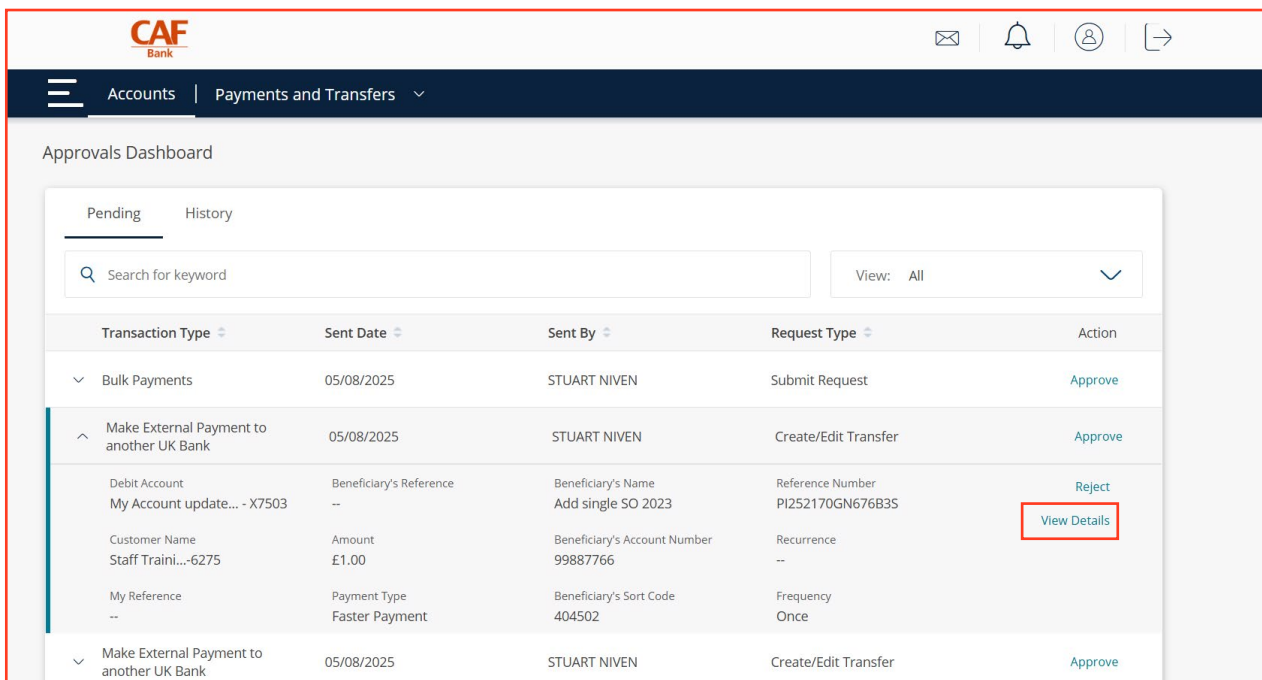 CAF
Bank
Accounts | Payments and Transfers
Approvals Dashboard
Pending History
Search for keyword View: All
Transaction Type Sent Date Sent By Request Type Action
Bulk Payments 05/08/2025 STUART NIVEN Submit Request Approve
Make External Payment to
another UK Bank 05/08/2025 STUART NIVEN Create/Edit Transfer Approve
Debit Account Beneficiary's Reference Beneficiary's Name Reference Number Reject
My Account update... - X7503 -- Add single SO 2023 PI252170GN676B3S
View Details
Customer Name Amount Beneficiary's Account Number Recurrence
Staff Traini...-6275 £1.00 99887766 --
My Reference Payment Type Beneficiary's Sort Code Frequency
-- Faster Payment 404502 Once
Make External Payment to
another UK Bank 05/08/2025 STUART NIVEN Create/Edit Transfer Approve